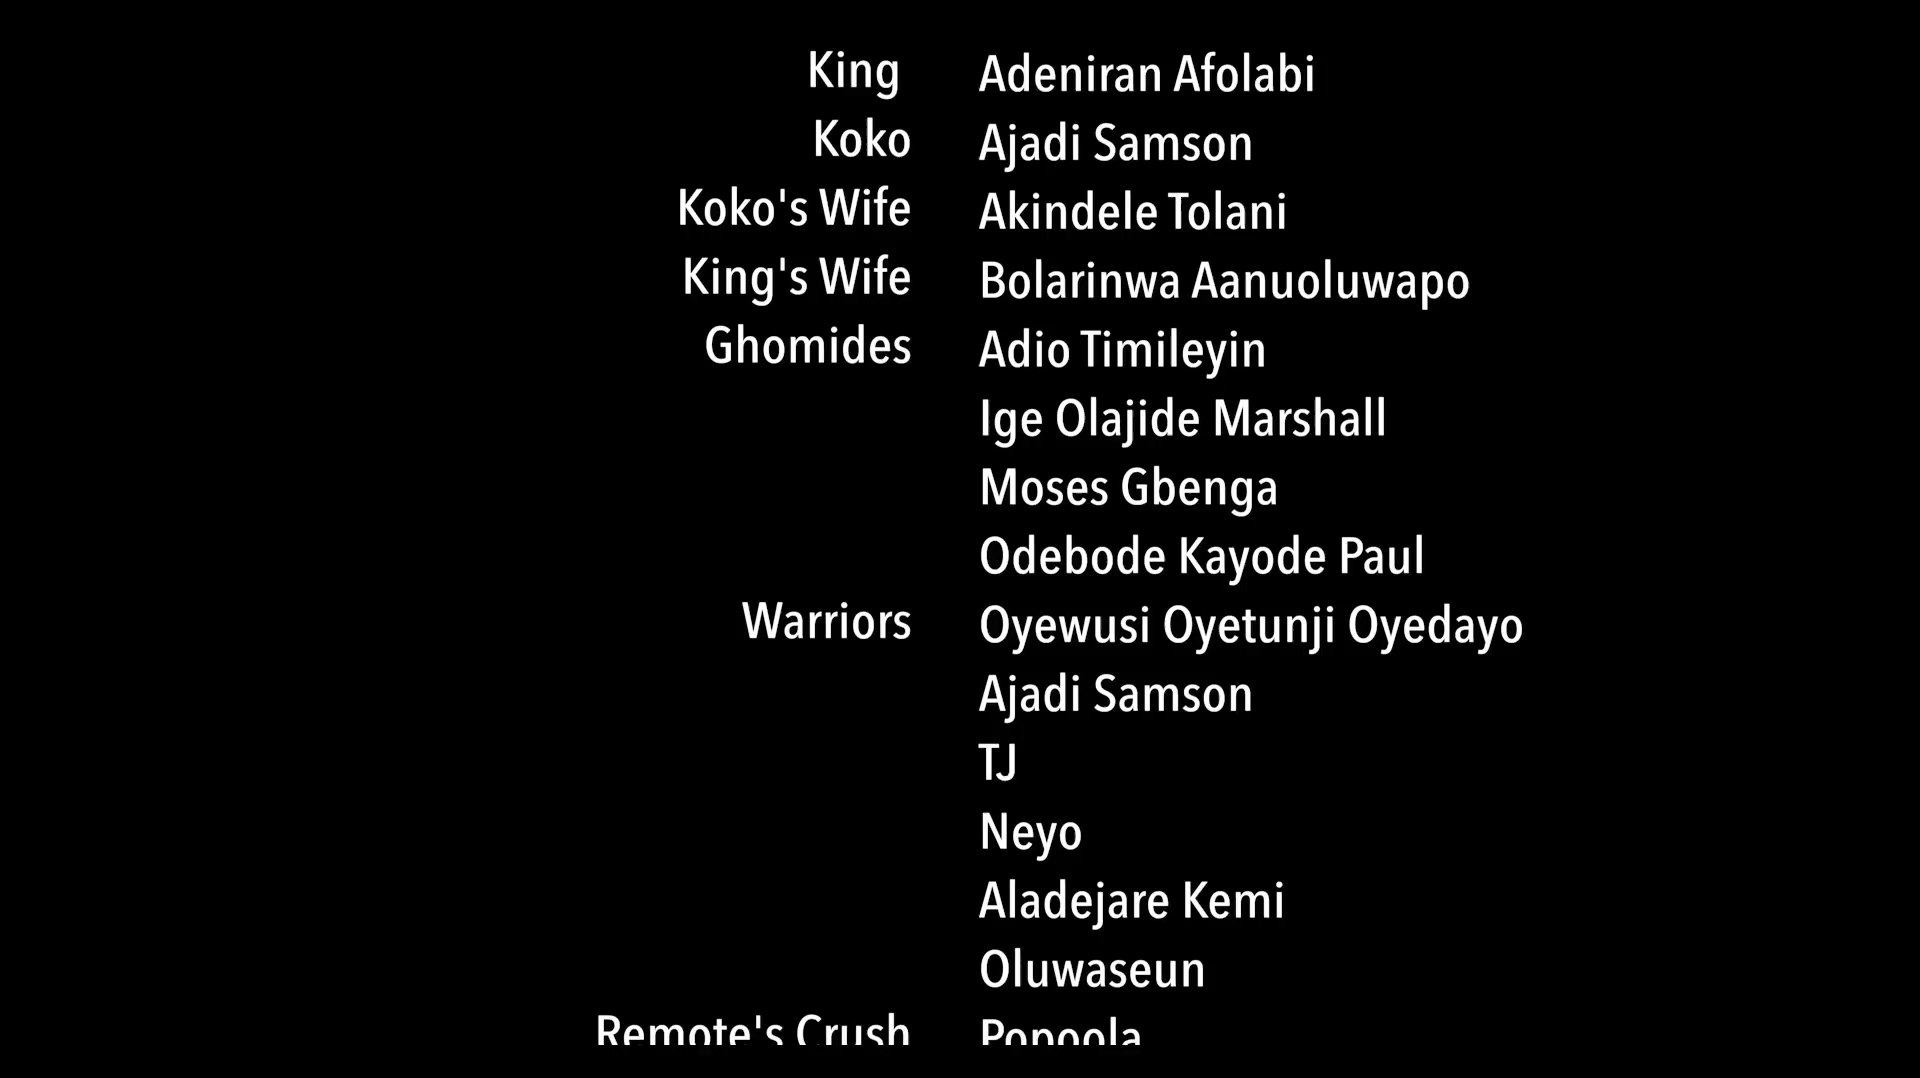 King Adeniran Afolabi
Koko Ajadi Samson
Koko's Wife Akindele Tolani
King's Wife Bolarinwa Aanuoluwapo
Ghomides Adio Timileyin
Ige Olajide Marshall
Moses Gbenga
Odebode Kayode Paul
Warriors Oyewusi Oyetunji Oyedayo
Ajadi Samson
TJ
Neyo
Aladejare Kemi
Oluwaseun
Remote's Crush Popoola